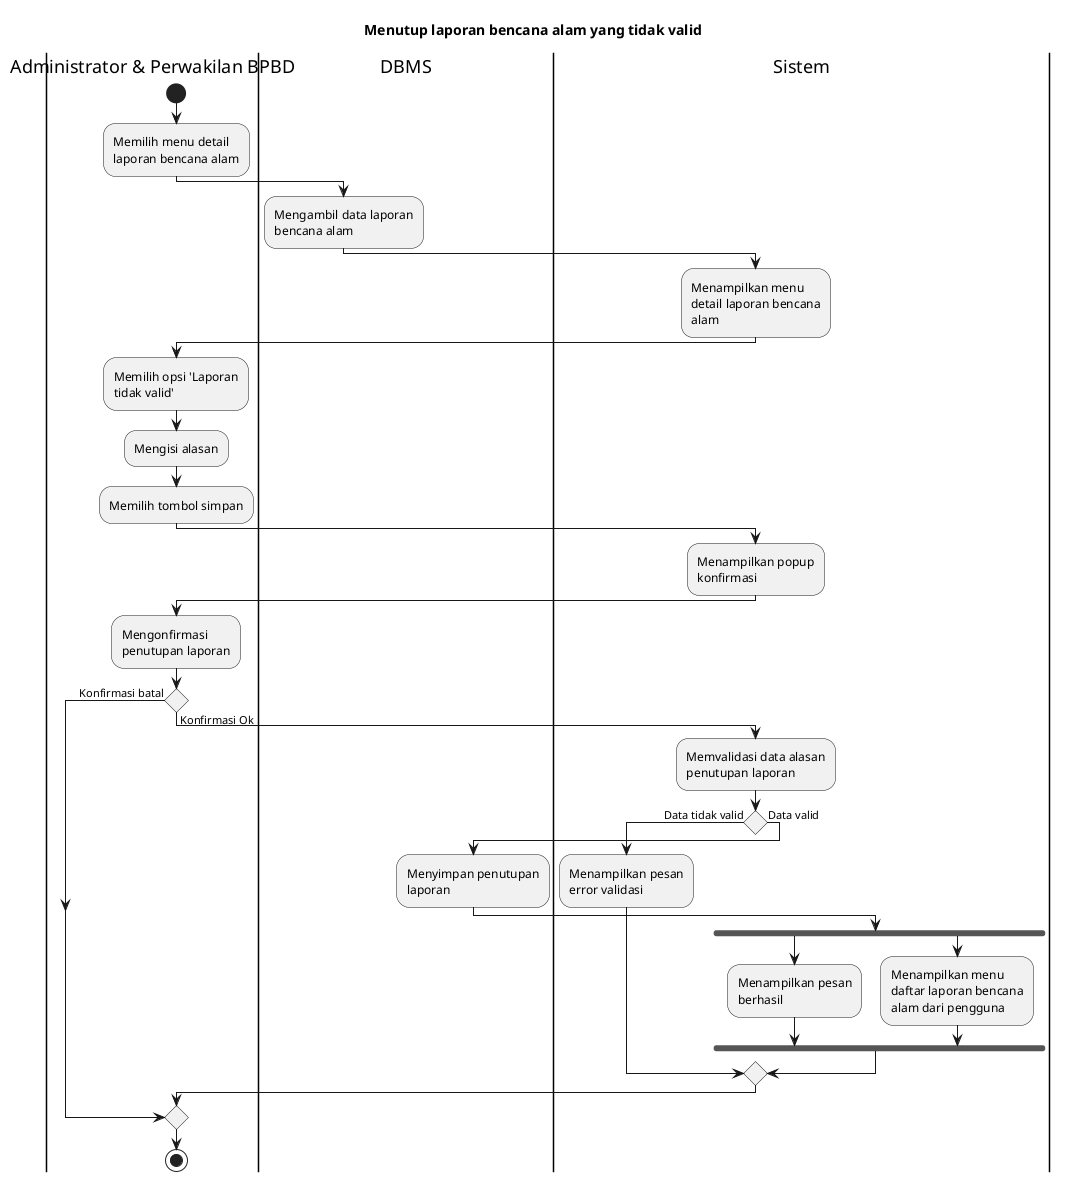 Menutup laporan bencana alam yang tidak valid
Administrator & Perwakilan BPBD
DBMS
Sistem
Memilih menu detail
laporan bencana alam
Mengambil data laporan
bencana alam
Menampilkan menu
detail laporan bencana
alam
Memilih opsi 'Laporan
tidak valid'
Mengisi alasan
Memilih tombol simpan
Menampilkan popup
konfirmasi
Mengonfirmasi
penutupan laporan
Konfirmasi batal
Konfirmasi Ok
Memvalidasi data alasan
penutupan laporan
Data tidak valid
Data valid
Menyimpan penutupan
laporan
Menampilkan pesan
error validasi
Menampilkan pesan
berhasil
Menampilkan menu
daftar laporan bencana
alam dari pengguna